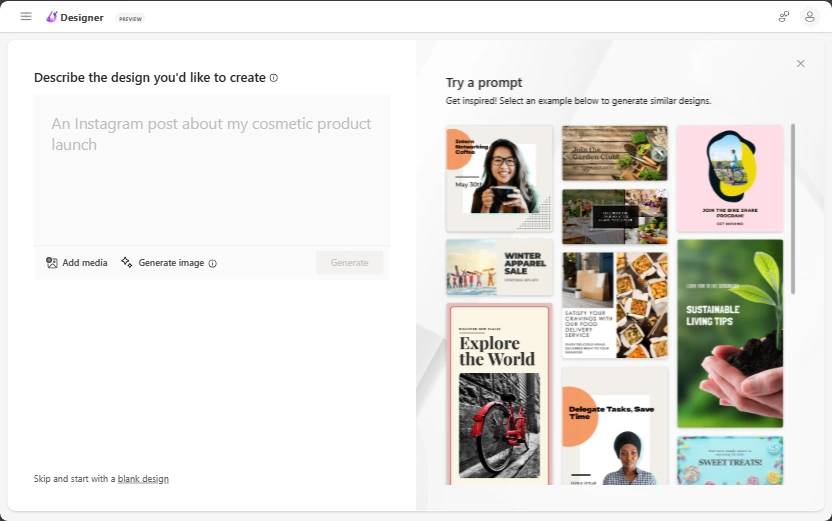 Designer
PREVIEW
Describe the design you'd like to create
An Instagram post about my cosmetic product
launch
Add media
Generate image
Generate
Skip and start with a blank design
Try a prompt
Get inspired! Select an example below to generate similar designs.
Intern
Networking
Coffee
May 30th
WINTER
APPAREL
SALE
DISCOVER NEW PLACES
Explore
the World
Join the
Garden Club!
SATISFY YOUR
CRAVINGS WITH
OUR FOOD
DELIVERY
SERVICE
Delegate Tasks, Save
Time
JOIN THE BIKE SHARE
PROGRAM!
GET MOVING
SUSTAINABLE
LIVING TIPS
SWEET TREATS!